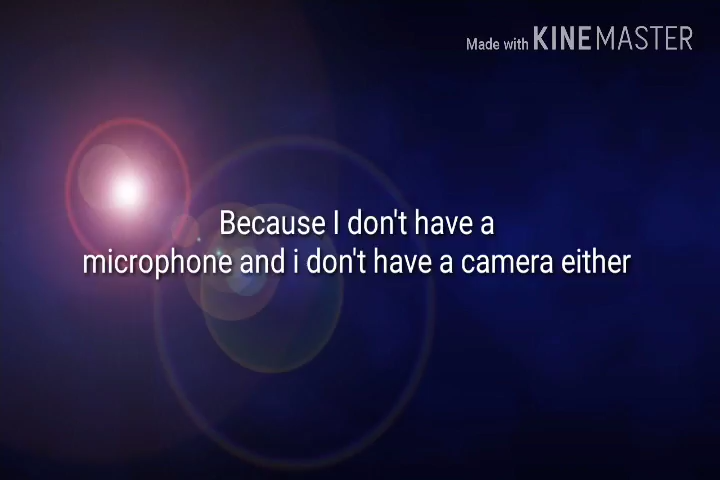 Made with KINEMASTER
Because I don't have a
microphone and i don't have a camera either